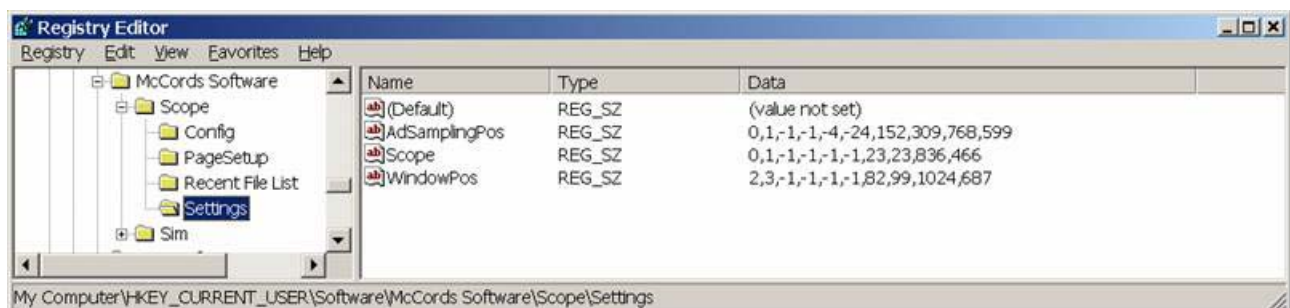 Registry Editor
Registry Edit View Favorites Help
McCords Software
Scope
Config
PageSetup
Recent File List
Settings
Sim
Name Type Data
(Default) REG_SZ (value not set)
AdSamplingPos REG_SZ 0,1,-1,-1,-4,-24,152,309,768,599
Scope REG_SZ 0,1,-1,-1,-1,-1,23,23,836,466
WindowPos REG_SZ 2,3,-1,-1,-1,-1,82,99,1024,687
My Computer\HKEY_CURRENT_USER\Software\McCords Software\Scope\Settings